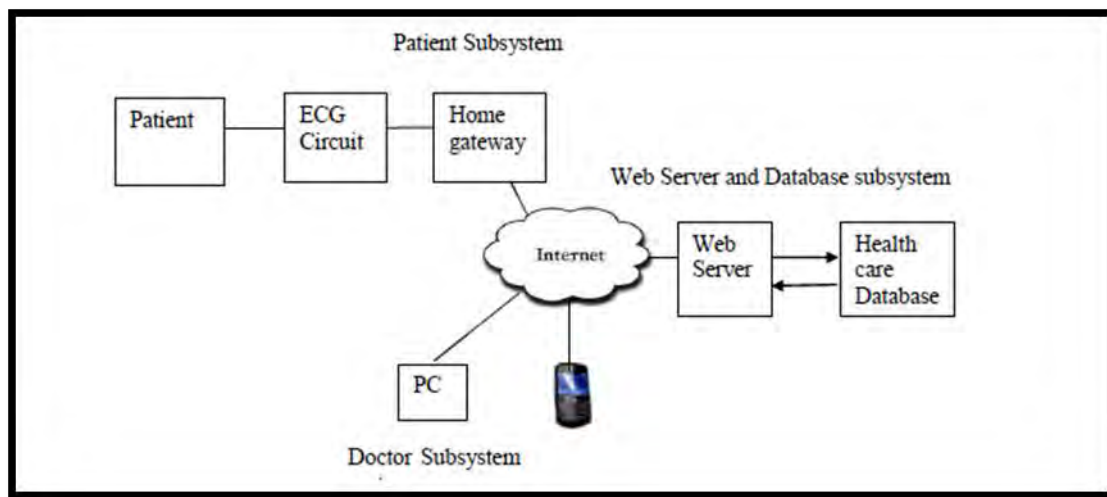 Patient Subsystem
Patient
ECG
Circuit
Home
gateway
Web Server and Database subsystem
Internet
Web
Server
Health
care
Database
PC
Doctor Subsystem